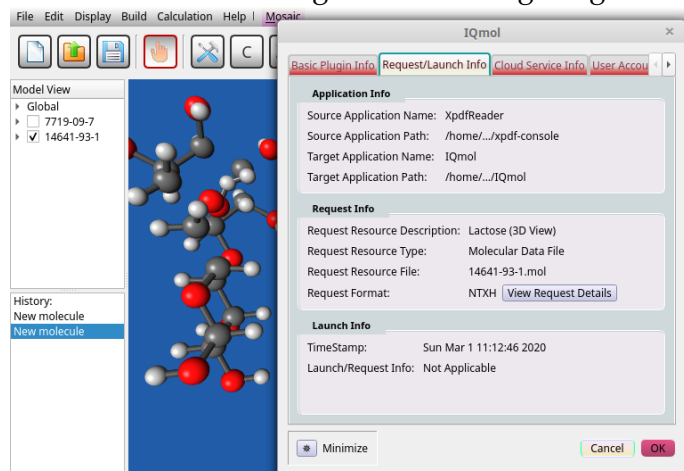 File Edit Display Build Calculation Help Mosaic
C
Model View
Global
7719-09-7
14641-93-1
History:
New molecule
New molecule
IQmol
Basic Plugin Info Request/Launch Info Cloud Service Info User Accou
Application Info
Source Application Name: XpdfReader
Source Application Path: /home/.../xpdf-console
Target Application Name: IQmol
Target Application Path: /home/.../IQmol
Request Info
Request Resource Description: Lactose (3D View)
Request Resource Type: Molecular Data File
Request Resource File: 14641-93-1.mol
Request Format: NTXH View Request Details
Launch Info
TimeStamp: Sun Mar 1 11:12:46 2020
Launch/Request Info: Not Applicable
Minimize
Cancel OK